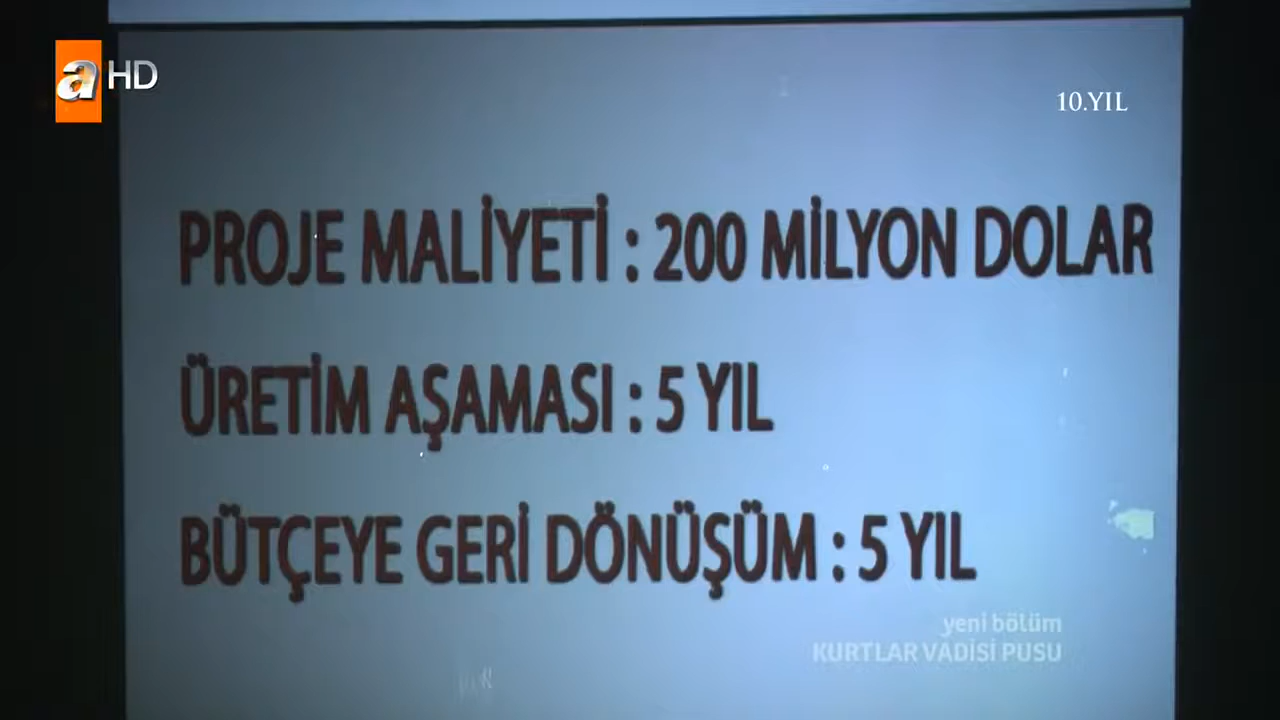 a HD
10.YIL
PROJE MALİYETİ : 200 MİLYON DOLAR
ÜRETİM AŞAMASI : 5 YIL
BÜTÇEYE GERİ DÖNÜŞÜM : 5 YIL
yeni bölüm
KURTLAR VADİSİ PUSU